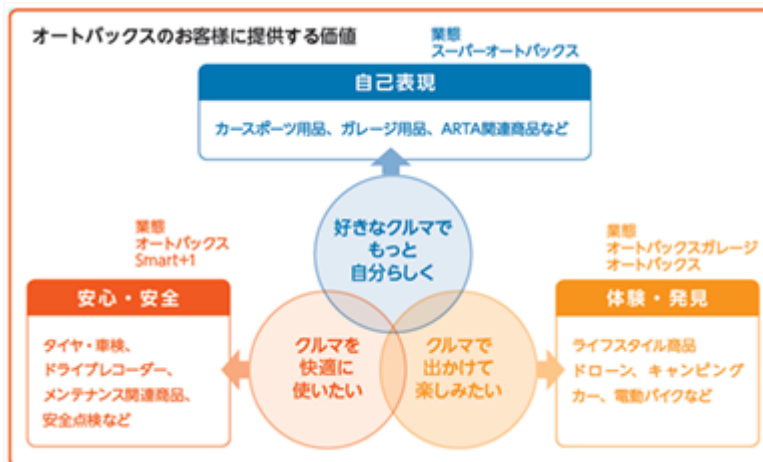 オートバックスのお客様に提供する価値
業態
スーパーオートバックス
自己表現
カースポーツ用品、ガレージ用品、ARTA関連商品など
好きなクルマで
もっと
自分らしく
業態
オートバックス
Smart+1
安心・安全
タイヤ・車検、
ドライブレコーダー、
メンテナンス関連商品、
安全点検など
クルマを
快適に
使いたい
クルマで
出かけて
楽しみたい
業態
オートバックスガレージ
オートバックス
体験・発見
ライフスタイル商品
ドローン、キャンピング
カー、電動バイクなど